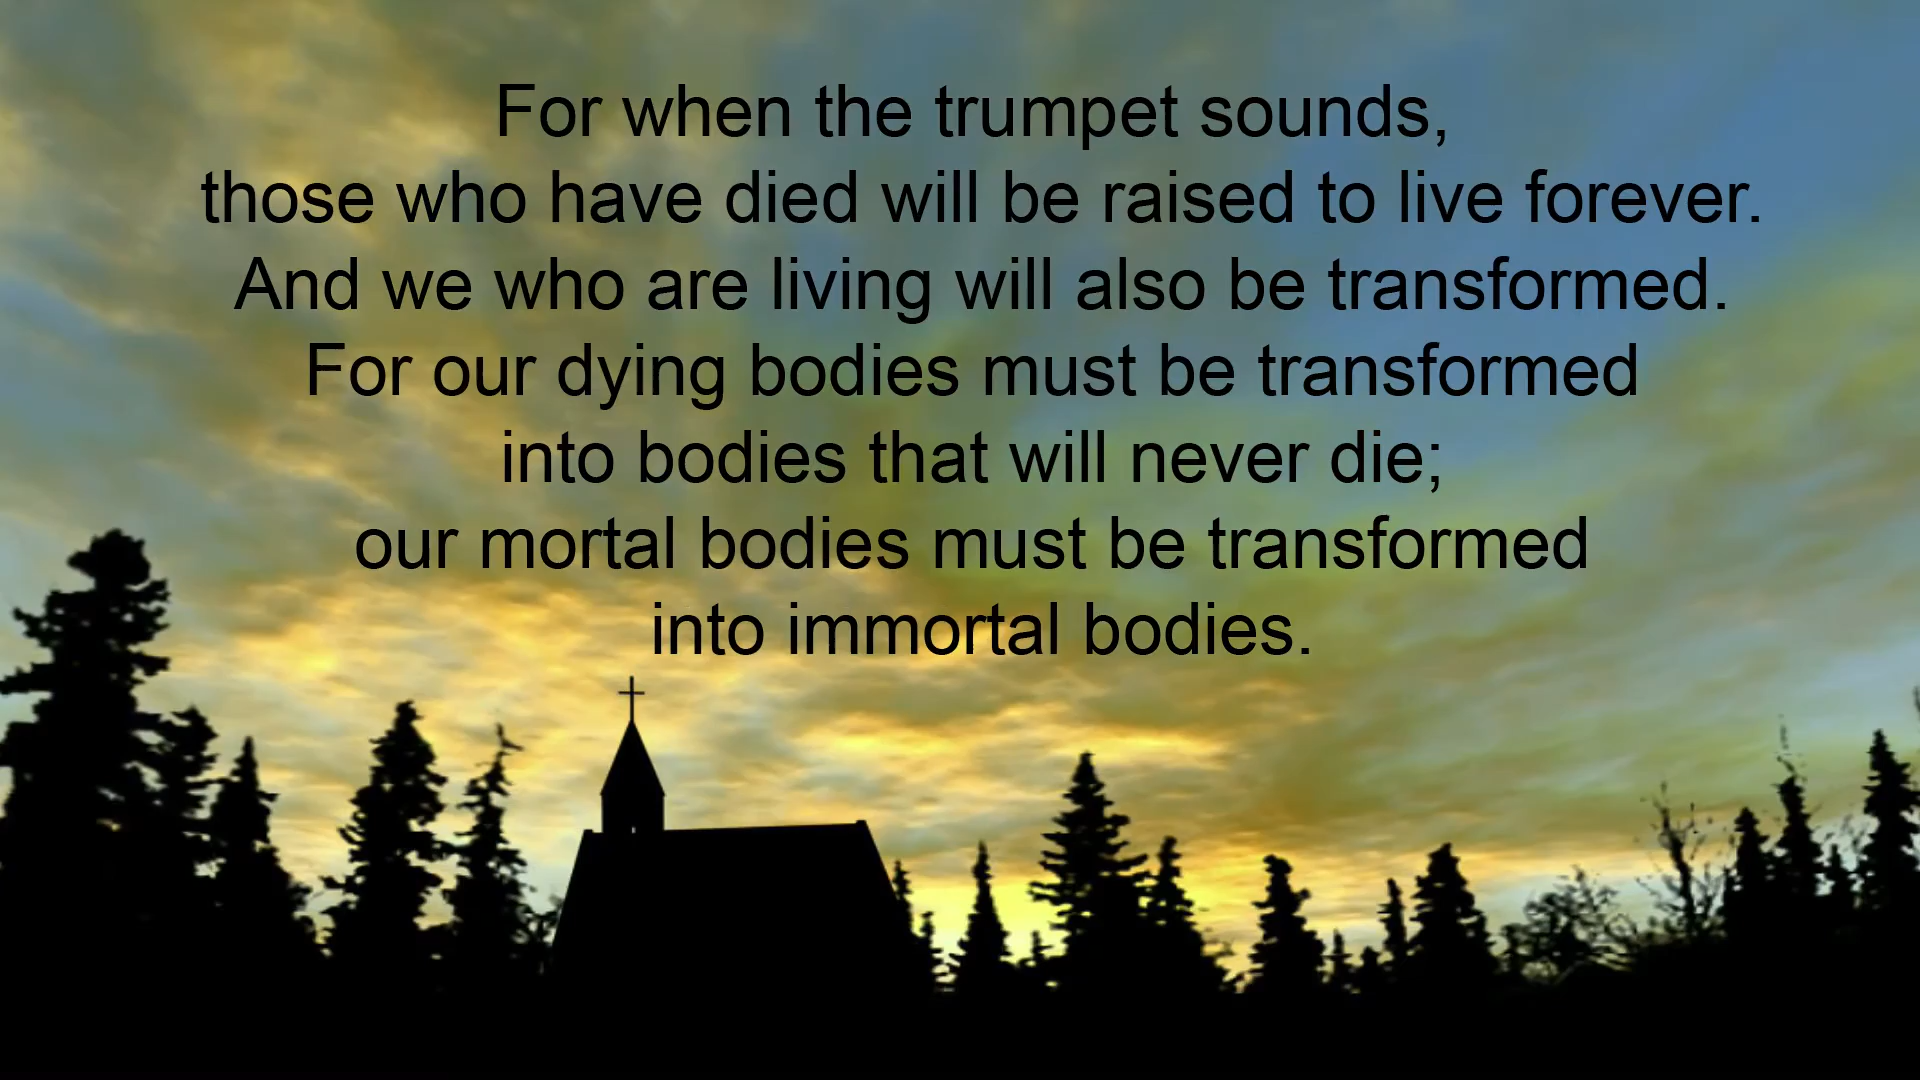 For when the trumpet sounds,
those who have died will be raised to live forever.
And we who are living will also be transformed.
For our dying bodies must be transformed
into bodies that will never die;
our mortal bodies must be transformed
into immortal bodies.